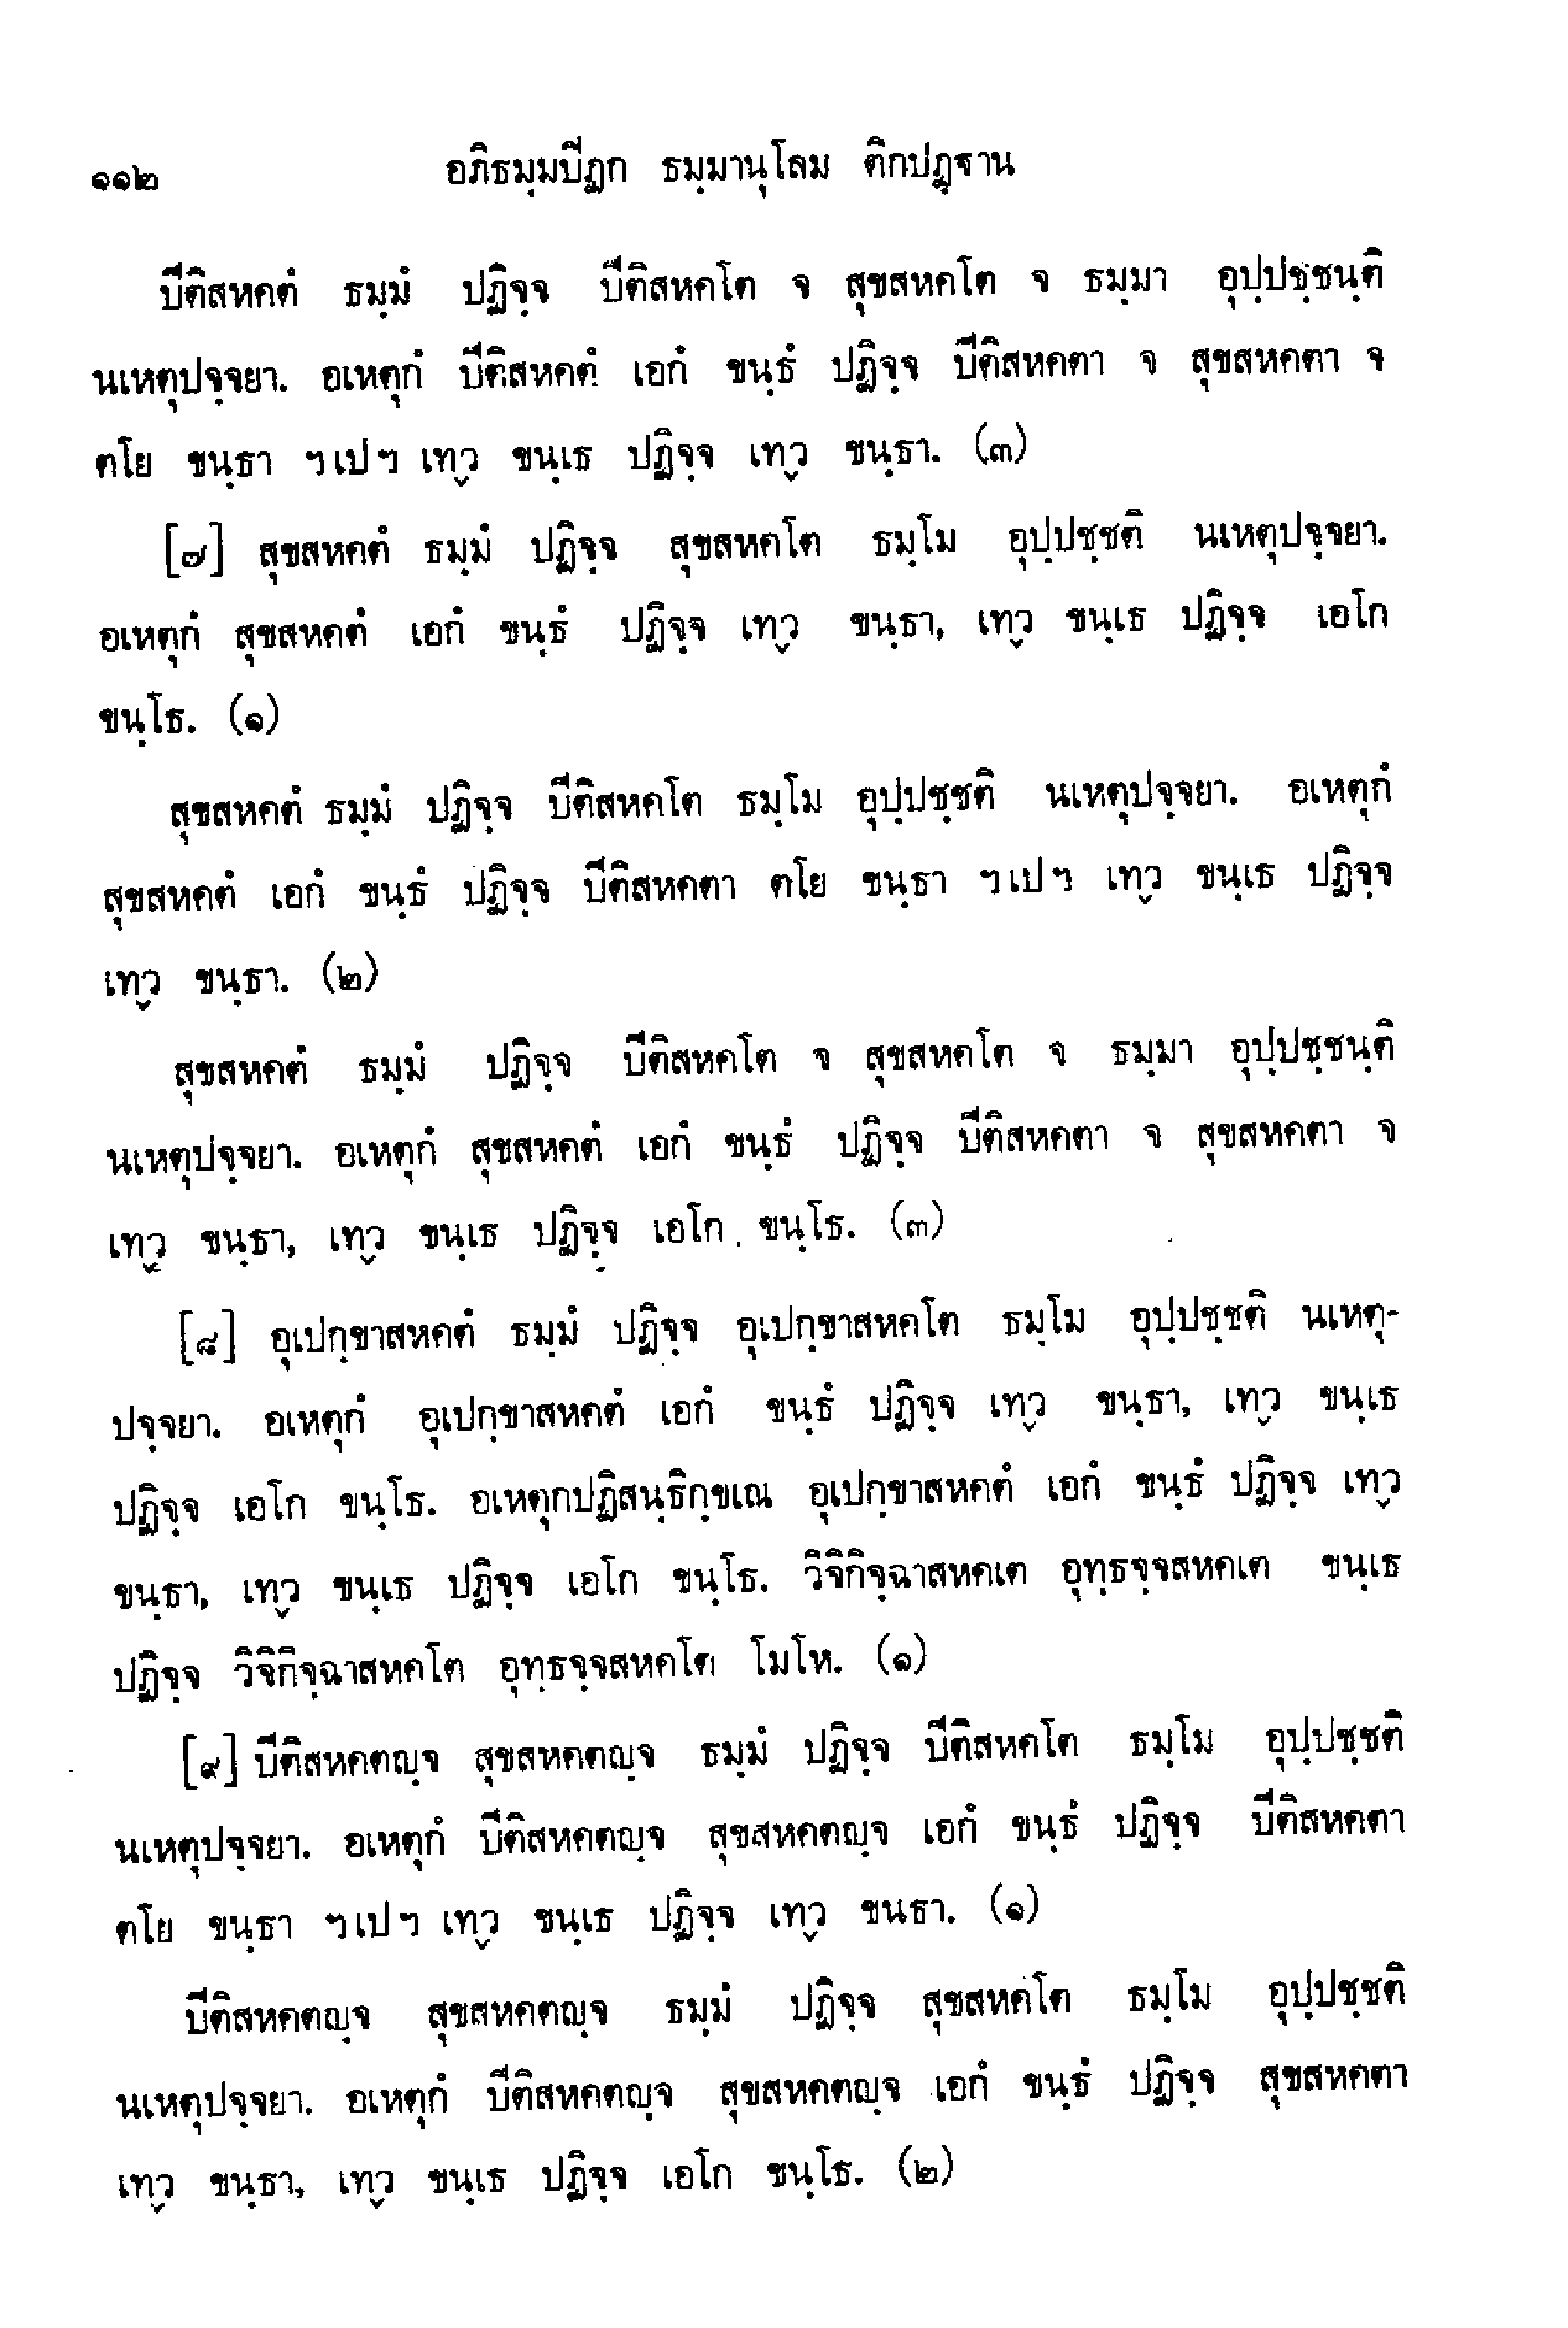 ๑๑๒ อภิธมฺมปีฏก ธมฺมานุโลม ติกปฏฺฐาน
ปีติสหคตํ ธมฺมํ ปฏิจฺจ ปีติสหคโต จ สุขสหคโต จ ธมฺมา อุปฺปชฺชนฺติ
นเหตุปจฺจยา. อเหตุกํ ปีติสหคตํ เอกํ ขนฺธํ ปฏิจฺจ ปีติสหคตา จ สุขสหคตา จ
ตโย ขนฺธา ฯ เป ฯ เทฺว ขนฺเธ ปฏิจฺจ เทฺว ขนฺธา. (๓)
[๗] สุขสหคตํ ธมฺมํ ปฏิจฺจ สุขสหคโต ธมฺโม อุปฺปชฺชติ นเหตุปจฺจยา.
อเหตุกํ สุขสหคตํ เอกํ ขนฺธํ ปฏิจฺจ เทฺว ขนฺธา, เทฺว ขนฺเธ ปฏิจฺจ เอโก
ขนฺโธ. (๑)
สุขสหคตํ ธมฺมํ ปฏิจฺจ ปีติสหคโต ธมฺโม อุปฺปชฺชติ นเหตุปจฺจยา. อเหตุกํ
สุขสหคตํ เอกํ ขนฺธํ ปฏิจฺจ ปีติสหคตา ตโย ขนฺธา ฯ เป ฯ เทฺว ขนฺเธ ปฏิจฺจ
เทฺว ขนฺธา. (๒)
สุขสหคตํ ธมฺมํ ปฏิจฺจ ปีติสหคโต จ สุขสหคโต จ ธมฺมา อุปฺปชฺชนฺติ
นเหตุปจฺจยา. อเหตุกํ สุขสหคตํ เอกํ ขนฺธํ ปฏิจฺจ ปีติสหคตา จ สุขสหคตา จ
เทฺว ขนฺธา, เทฺว ขนฺเธ ปฏิจฺจ เอโก ขนฺโธ. (๓)
[๘] อุเปกฺขาสหคตํ ธมฺมํ ปฏิจฺจ อุเปกฺขาสหคโต ธมฺโม อุปฺปชฺชติ นเหตุ-
ปจฺจยา. อเหตุกํ อุเปกฺขาสหคตํ เอกํ ขนฺธํ ปฏิจฺจ เทฺว ขนฺธา, เทฺว ขนฺเธ
ปฏิจฺจ เอโก ขนฺโธ. อเหตุกปฏิสนฺธิกฺขเณ อุเปกฺขาสหคตํ เอกํ ขนฺธํ ปฏิจฺจ เทฺว
ขนฺธา, เทฺว ขนฺเธ ปฏิจฺจ เอโก ขนฺโธ. วิจิกิจฺฉาสหคเต อุทฺธจฺจสหคเต ขนฺเธ
ปฏิจฺจ วิจิกิจฺฉาสหคโต อุทฺธจฺจสหคโต โมโห. (๑)
[๙] ปีติสหคตญฺจ สุขสหคตญฺจ ธมฺมํ ปฏิจฺจ ปีติสหคโต ธมฺโม อุปฺปชฺชติ
นเหตุปจฺจยา. อเหตุกํ ปีติสหคตญฺจ สุขสหคตญฺจ เอกํ ขนฺธํ ปฏิจฺจ ปีติสหคตา
ตโย ขนฺธา ฯ เป ฯ เทฺว ขนฺเธ ปฏิจฺจ เทฺว ขนธา. (๑)
ปีติสหคตญฺจ สุขสหคตญฺจ ธมฺมํ ปฏิจฺจ สุขสหคโต ธมฺโม อุปฺปชฺชติ
นเหตุปจฺจยา. อเหตุกํ ปีติสหคตญฺจ สุขสหคตญฺจ เอกํ ขนฺธํ ปฏิจฺจ สุขสหคตา
เทฺว ขนฺธา, เทฺว ขนฺเธ ปฏิจฺจ เอโก ขนฺโธ. (๒)